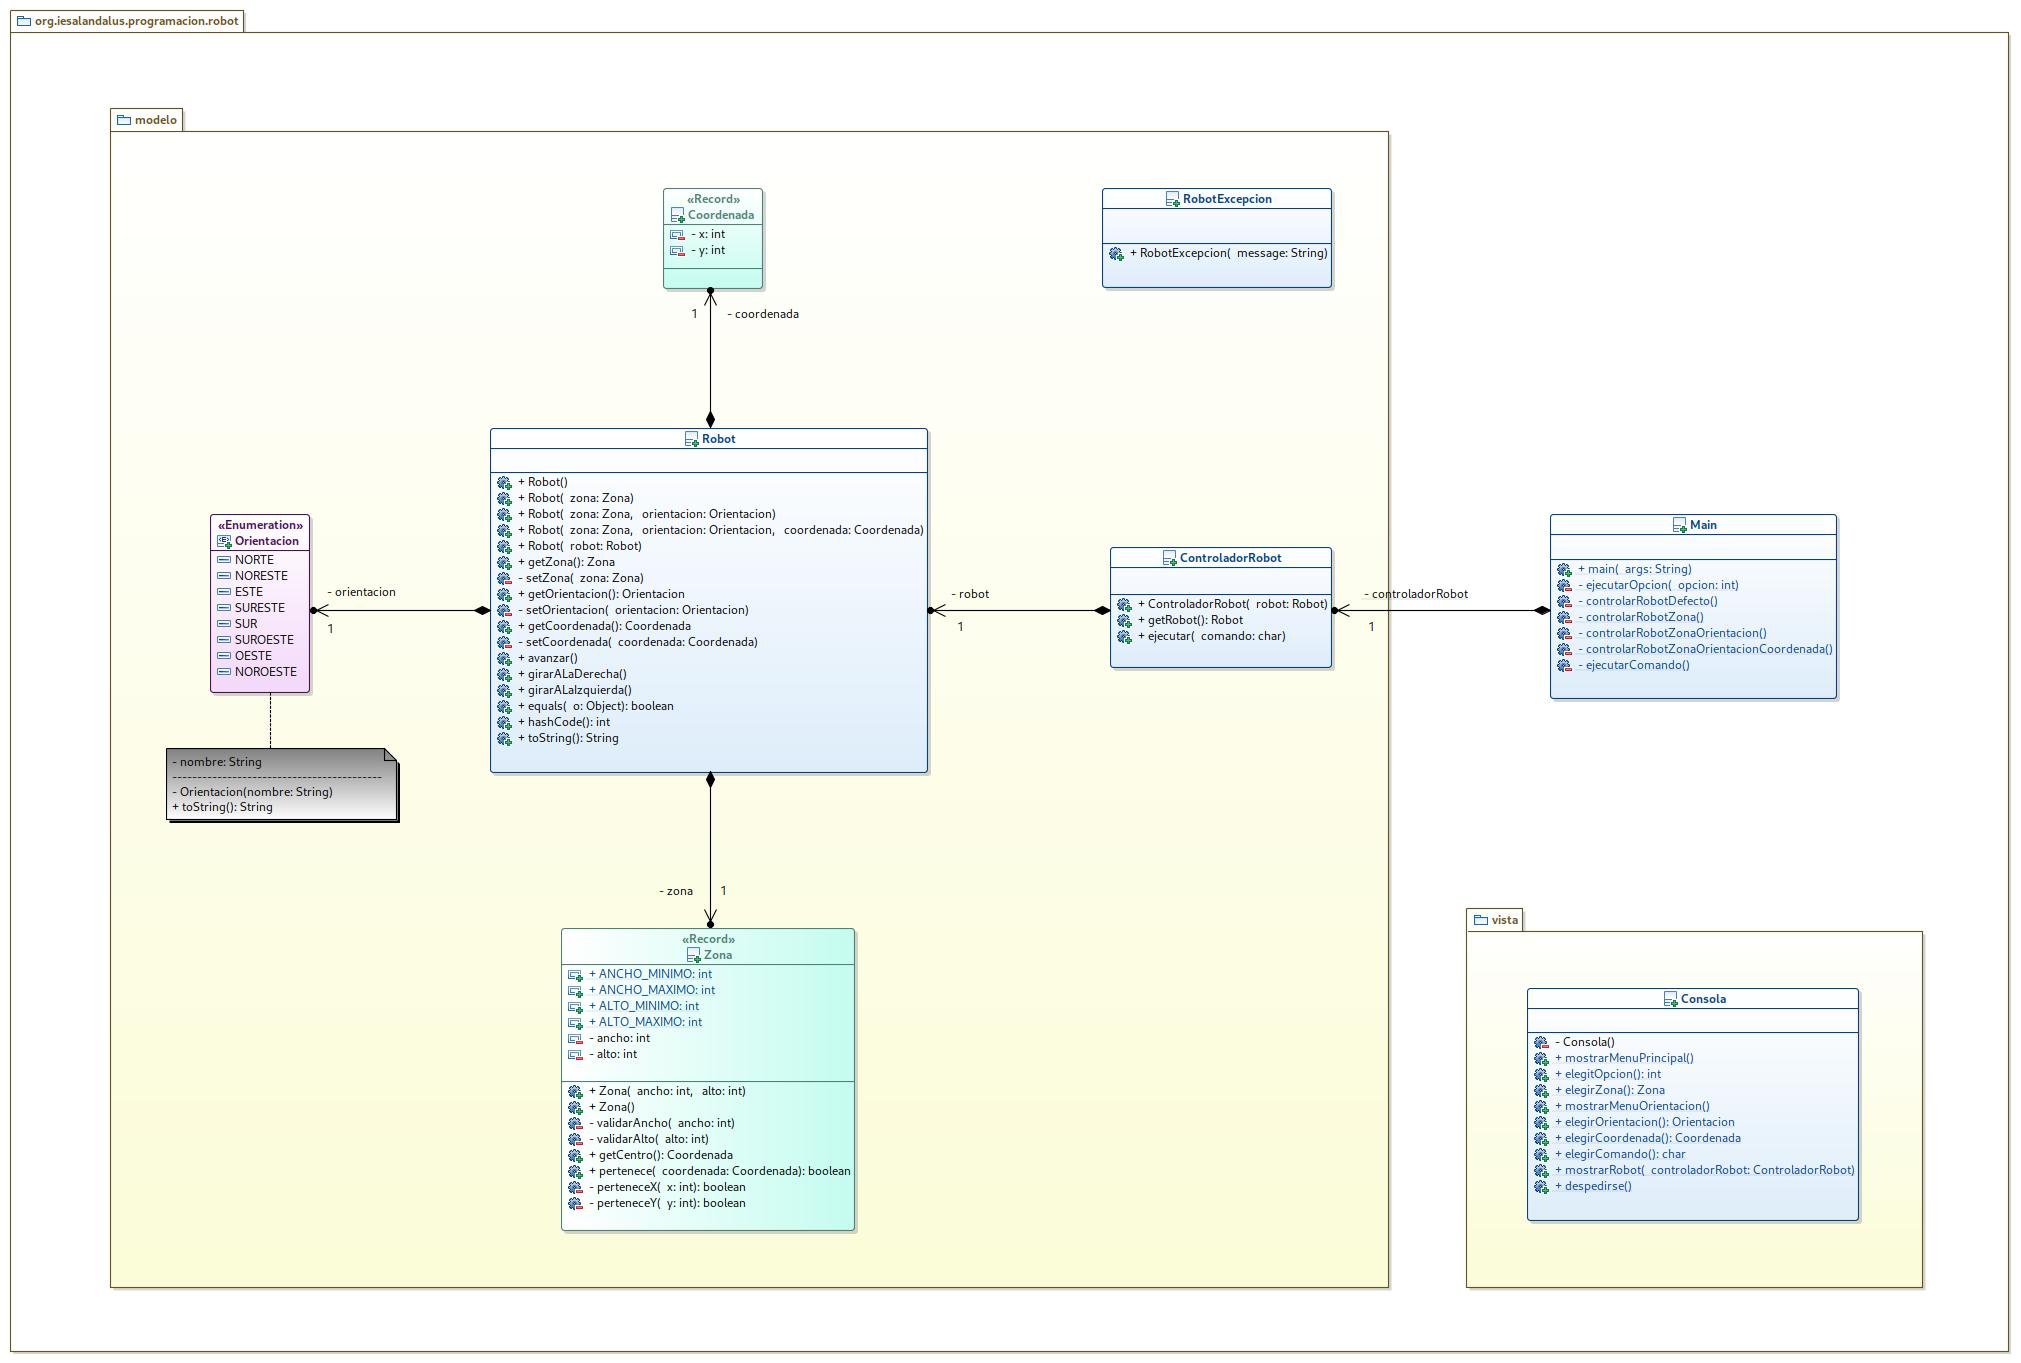 org.iesalandalus.programacion.robot
modelo
«Record»
Coordenada
- x: int
- y: int
1
- coordenada
RobotExcepcion
+ RobotExcepcion( message: String)
Robot
+ Robot()
+ Robot( zona: Zona)
+ Robot( zona: Zona, orientacion: Orientacion)
+ Robot( zona: Zona, orientacion: Orientacion, coordenada: Coordenada)
+ Robot( robot: Robot)
+ getZona(): Zona
- setZona( zona: Zona)
+ getOrientacion(): Orientacion
- setOrientacion( orientacion: Orientacion)
+ getCoordenada(): Coordenada
- setCoordenada( coordenada: Coordenada)
+ avanzar()
+ girarALaDerecha()
+ girarALaIzquierda()
+ equals( o: Object): boolean
+ hashCode(): int
+ toString(): String
«Enumeration»
Orientacion
NORTE
NORESTE
ESTE
SURESTE
SUR
SUROESTE
OESTE
NOROESTE
- orientacion
1
- nombre: String
-----------------------------------------
- Orientacion(nombre: String)
+ toString(): String
- robot
1
ControladorRobot
+ ControladorRobot( robot: Robot)
+ getRobot(): Robot
+ ejecutar( comando: char)
- controladorRobot
1
Main
+ main( args: String)
- ejecutarOpcion( opcion: int)
- controlarRobotDefecto()
- controlarRobotZona()
- controlarRobotZonaOrientacion()
- controlarRobotZonaOrientacionCoordenada()
- ejecutarComando()
- zona
1
«Record»
Zona
+ ANCHO_MINIMO: int
+ ANCHO_MAXIMO: int
+ ALTO_MINIMO: int
+ ALTO_MAXIMO: int
- ancho: int
- alto: int
+ Zona( ancho: int, alto: int)
+ Zona()
- validarAncho( ancho: int)
- validarAlto( alto: int)
+ getCentro(): Coordenada
+ pertenece( coordenada: Coordenada): boolean
- perteneceX( x: int): boolean
- perteneceY( y: int): boolean
vista
Consola
- Consola()
+ mostrarMenuPrincipal()
+ elegitOpcion(): int
+ elegirZona(): Zona
+ mostrarMenuOrientacion()
+ elegirOrientacion(): Orientacion
+ elegirCoordenada(): Coordenada
+ elegirComando(): char
+ mostrarRobot( controladorRobot: ControladorRobot)
+ despedirse()